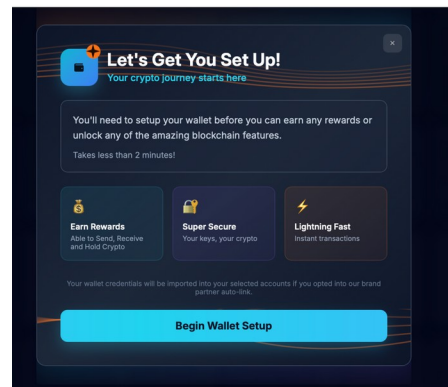 Let's Get You Set Up!
Your crypto journey starts here
×
You'll need to setup your wallet before you can earn any rewards or
unlock any of the amazing blockchain features.
Takes less than 2 minutes!
Earn Rewards
Able to Send, Receive
and Hold Crypto
Super Secure
Your keys, your crypto
Lightning Fast
Instant transactions
Your wallet credentials will be imported into your selected accounts if you opted into our brand
partner auto-link.
Begin Wallet Setup